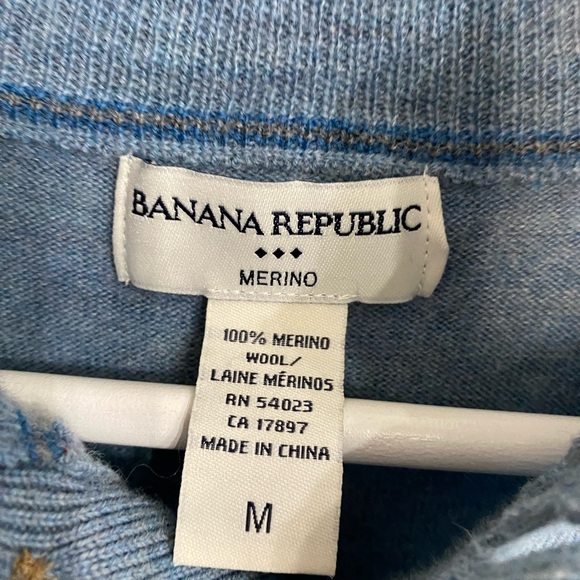 BANANA REPUBLIC
MERINO
100% MERINO
WOOL/
LAINE MÉRINOS
RN 54023
CA 17897
MADE IN CHINA
M